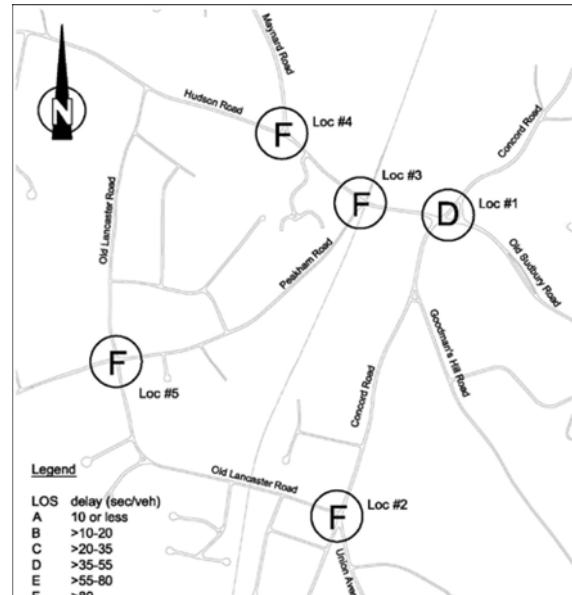 Maynard Road
N
Hudson Road
F
Loc #4
Concord Road
Loc #3
F
D
Loc #1
Old Lancaster Road
Peakham Road
Old Sudbury Road
F
Loc #5
Goodman's Hill Road
Concord Road
Old Lancaster Road
Loc #2
F
Union Ave
Legend
LOS delay (sec/veh)
A 10 or less
B >10-20
C >20-35
D >35-55
E >55-80
F >80